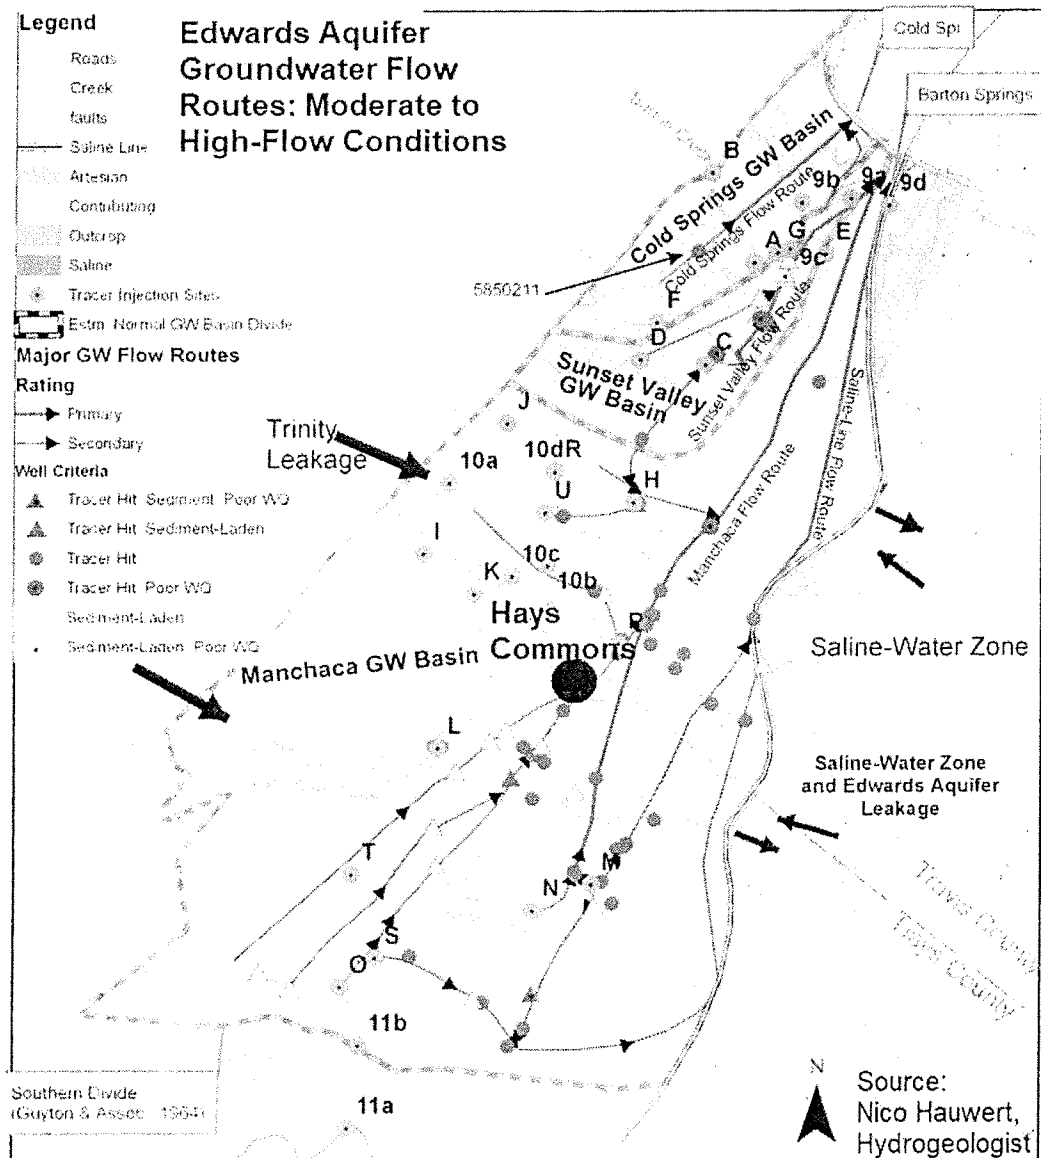 Legend
Roads
Creek
faults
Saline Line
Artesian
Contributing
Outcrop
Saline
Tracer Injection Sites
Estm. Normal GW Basin Divide
Major GW Flow Routes
Rating
Primary
Secondary
Well Criteria
Tracer Hit Sediment Poor WQ
Tracer Hit Sediment-Laden
Tracer Hit
Tracer Hit Poor WQ
Sediment-Laden
Sediment-Laden Poor WQ
Edwards Aquifer
Groundwater Flow
Routes: Moderate to
High-Flow Conditions
Cold Spr
Barton Springs
B
Cold Springs GW Basin
Cold Springs Flow Route
9b
9a
9d
A
G
E
9c
5850211
F
D
C
Sunset Valley
GW Basin
Sunset Valley Flow Route
J
Trinity
Leakage
10a
10dR
H
U
I
K
10c
10b
Manchaca Flow Route
Saline-Line Flow Route
Hays
Commons
P
Manchaca GW Basin
Saline-Water Zone
L
Saline-Water Zone
and Edwards Aquifer
Leakage
T
N
M
S
O
Travis County
Hays County
11b
11a
Southern Divide
(Guyton & Assoc. 1964)
N
Source:
Nico Hauwert,
Hydrogeologist